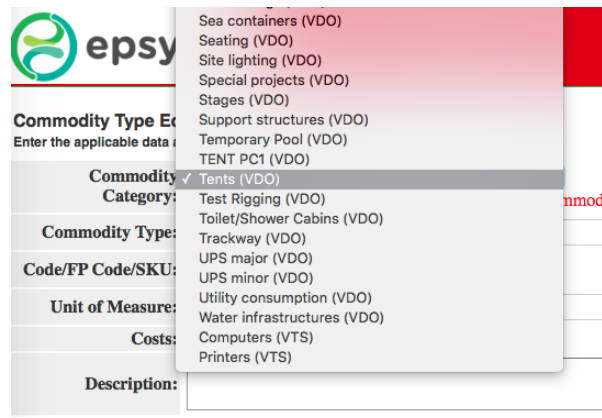 epsy
Sea containers (VDO)
Seating (VDO)
Site lighting (VDO)
Special projects (VDO)
Stages (VDO)
Support structures (VDO)
Temporary Pool (VDO)
TENT PC1 (VDO)
✓ Tents (VDO)
Test Rigging (VDO)
Toilet/Shower Cabins (VDO)
Trackway (VDO)
UPS major (VDO)
UPS minor (VDO)
Utility consumption (VDO)
Water infrastructures (VDO)
Computers (VTS)
Printers (VTS)
Commodity Type Ed
Enter the applicable data a
Commodity
Category:
mmod
Commodity Type:
Code/FP Code/SKU:
Unit of Measure:
Costs:
Description: